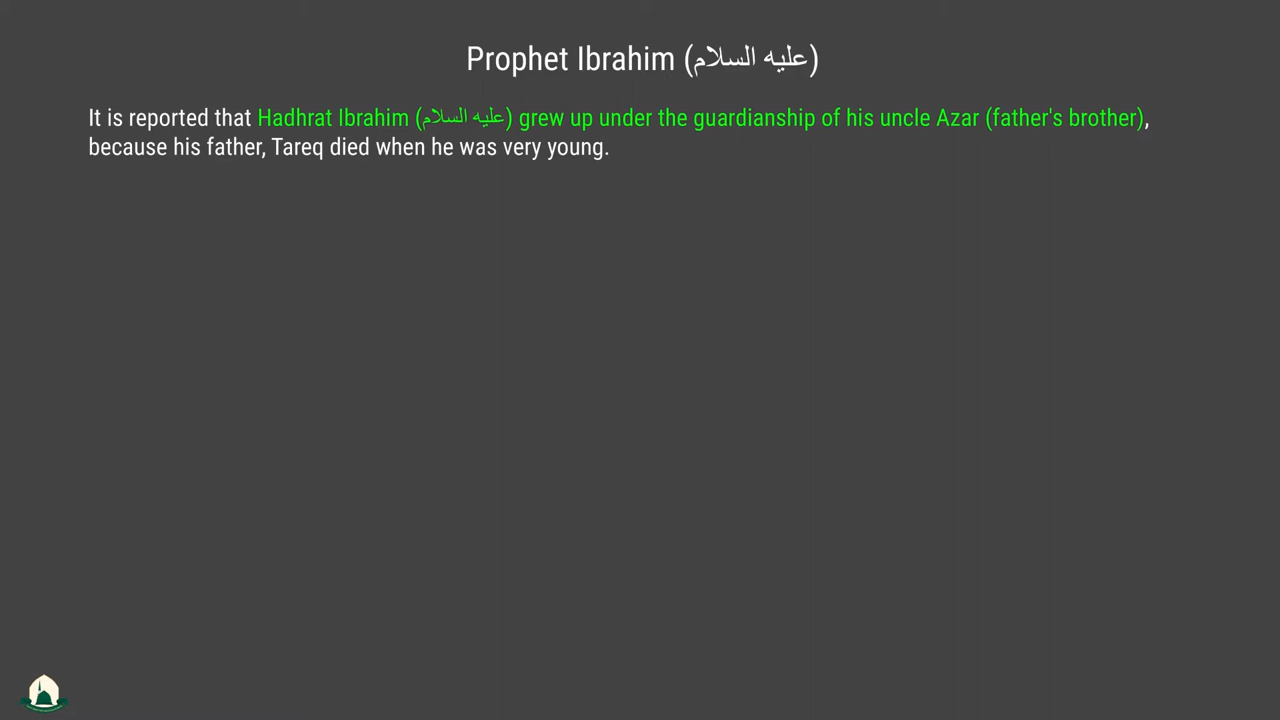 Prophet Ibrahim (عليه السلام)
It is reported that Hadhrat Ibrahim (عليه السلام) grew up under the guardianship of his uncle Azar (father's brother),
because his father, Tareq died when he was very young.